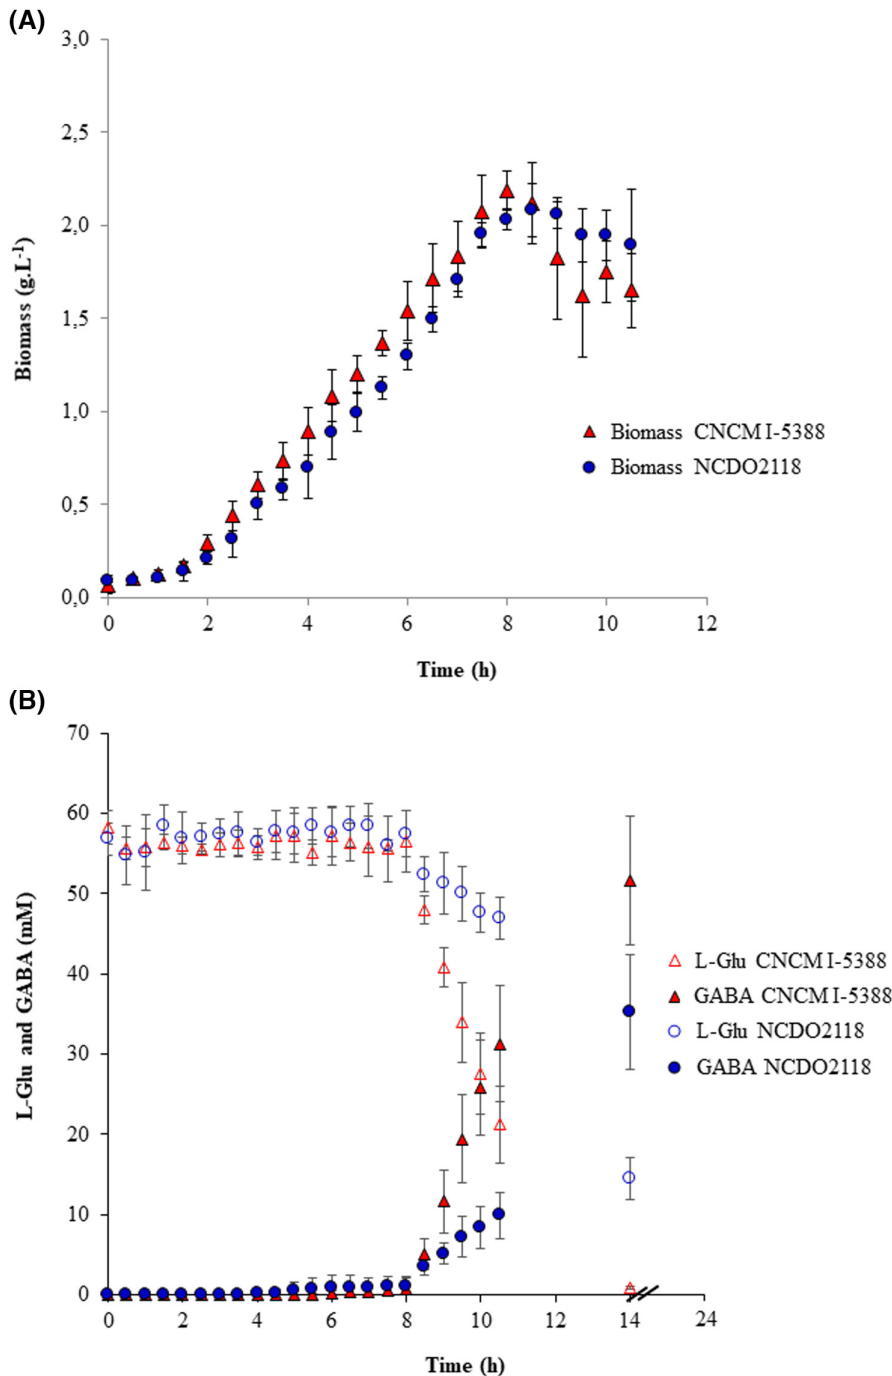 (A)
3,0
2,5
2,0
1,5
1,0
0,5
0,0
Biomass (g.L-1)
Biomass CNCM I-5388
Biomass NCDO2118
0 2 4 6 8 10 12
Time (h)
(B)
70
60
50
40
30
20
10
0
L-Glu and GABA (mM)
L-Glu CNCM I-5388
GABA CNCM I-5388
L-Glu NCDO2118
GABA NCDO2118
0 2 4 6 8 10 12 14 24
Time (h)